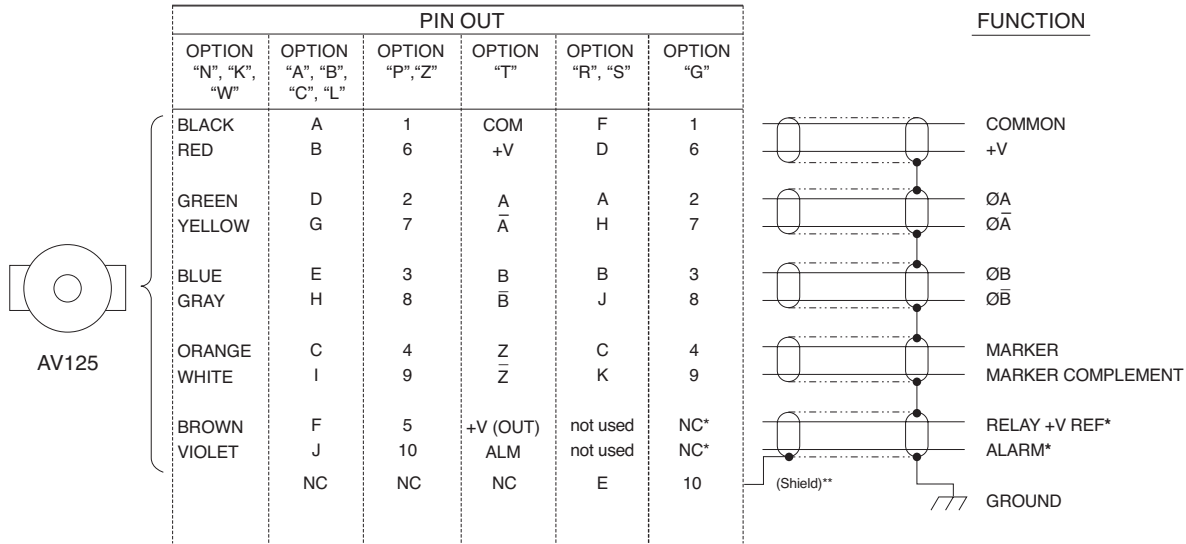 PIN OUT FUNCTION
OPTION OPTION OPTION OPTION OPTION OPTION
“N”, “K”, “A”, “B”, “P”,“Z” “T” “R”, “S” “G”
“W” “C”, “L”
BLACK A 1 COM F 1 COMMON
RED B 6 +V D 6 +V
GREEN D 2 A A 2 ØA
YELLOW G 7 A̅ H 7 ØA̅
BLUE E 3 B B 3 ØB
GRAY H 8 B̅ J 8 ØB̅
ORANGE C 4 Z C 4 MARKER
WHITE I 9 Z̅ K 9 MARKER COMPLEMENT
BROWN F 5 +V (OUT) not used NC* RELAY +V REF*
VIOLET J 10 ALM not used NC* ALARM*
NC NC NC E 10 (Shield)**
GROUND
AV125